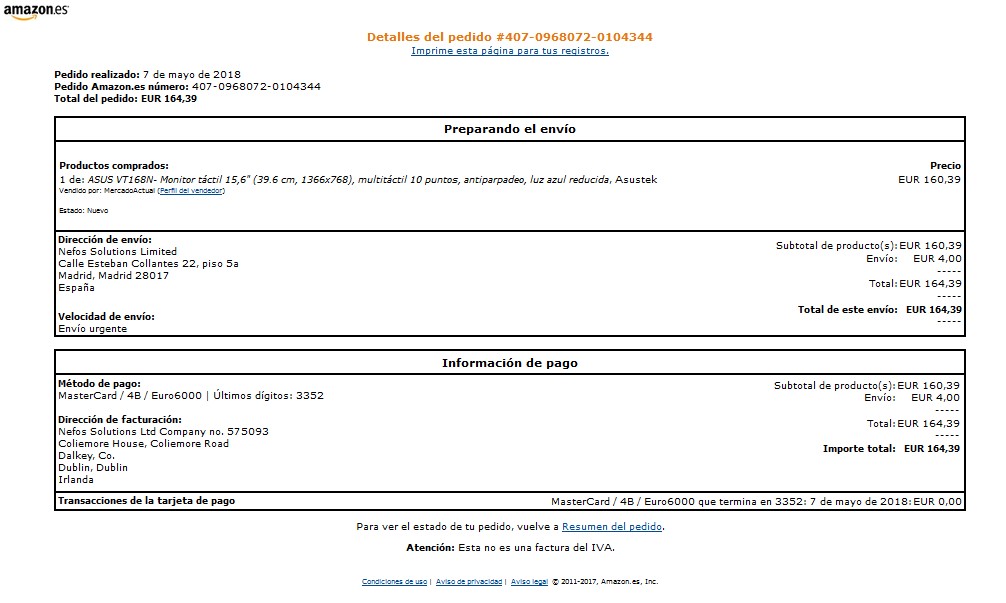 amazon.es
Detalles del pedido #407-0968072-0104344
Imprime esta página para tus registros.
Pedido realizado: 7 de mayo de 2018
Pedido Amazon.es número: 407-0968072-0104344
Total del pedido: EUR 164,39
Preparando el envío
Productos comprados: Precio
1 de: ASUS VT168N- Monitor táctil 15,6" (39.6 cm, 1366x768), multitáctil 10 puntos, antiparpadeo, luz azul reducida, Asustek EUR 160,39
Vendido por: MercadoActual (Perfil del vendedor)
Estado: Nuevo
Dirección de envío:
Nefos Solutions Limited
Calle Esteban Collantes 22, piso 5a
Madrid, Madrid 28017
España
Velocidad de envío:
Envío urgente
Subtotal de producto(s): EUR 160,39
Envío: EUR 4,00
-----
Total: EUR 164,39
-----
Total de este envío: EUR 164,39
-----
Información de pago
Método de pago:
MasterCard / 4B / Euro6000 | Últimos dígitos: 3352
Dirección de facturación:
Nefos Solutions Ltd Company no. 575093
Coliemore House, Coliemore Road
Dalkey, Co.
Dublin, Dublin
Irlanda
Subtotal de producto(s): EUR 160,39
Envío: EUR 4,00
-----
Total: EUR 164,39
-----
Importe total: EUR 164,39
Transacciones de la tarjeta de pago MasterCard / 4B / Euro6000 que termina en 3352: 7 de mayo de 2018: EUR 0,00
Para ver el estado de tu pedido, vuelve a Resumen del pedido.
Atención: Esta no es una factura del IVA.
Condiciones de uso | Aviso de privacidad | Aviso legal © 2011-2017, Amazon.es, Inc.